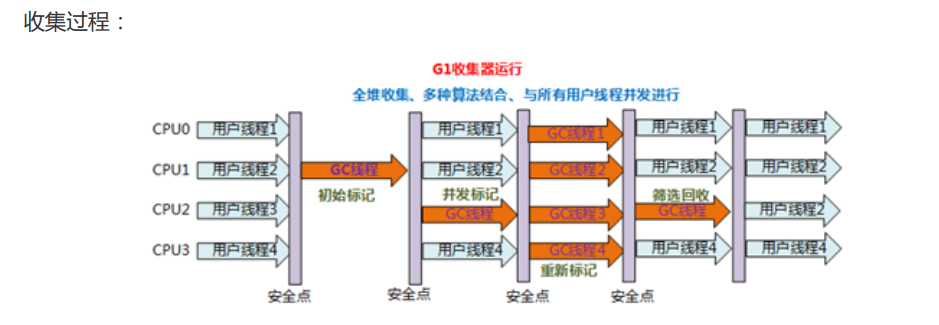 收集过程：
G1收集器运行
全堆收集、多种算法结合、与所有用户线程并发进行
CPU0 用户线程1 用户线程1 GC线程1 用户线程1 用户线程1
CPU1 用户线程2 GC线程 用户线程2 GC线程2 用户线程2 用户线程2
初始标记 并发标记 筛选回收
CPU2 用户线程3 GC线程 GC线程3 GC线程 用户线程2
CPU3 用户线程4 用户线程4 GC线程4 用户线程4 用户线程4
重新标记
安全点 安全点 安全点 安全点